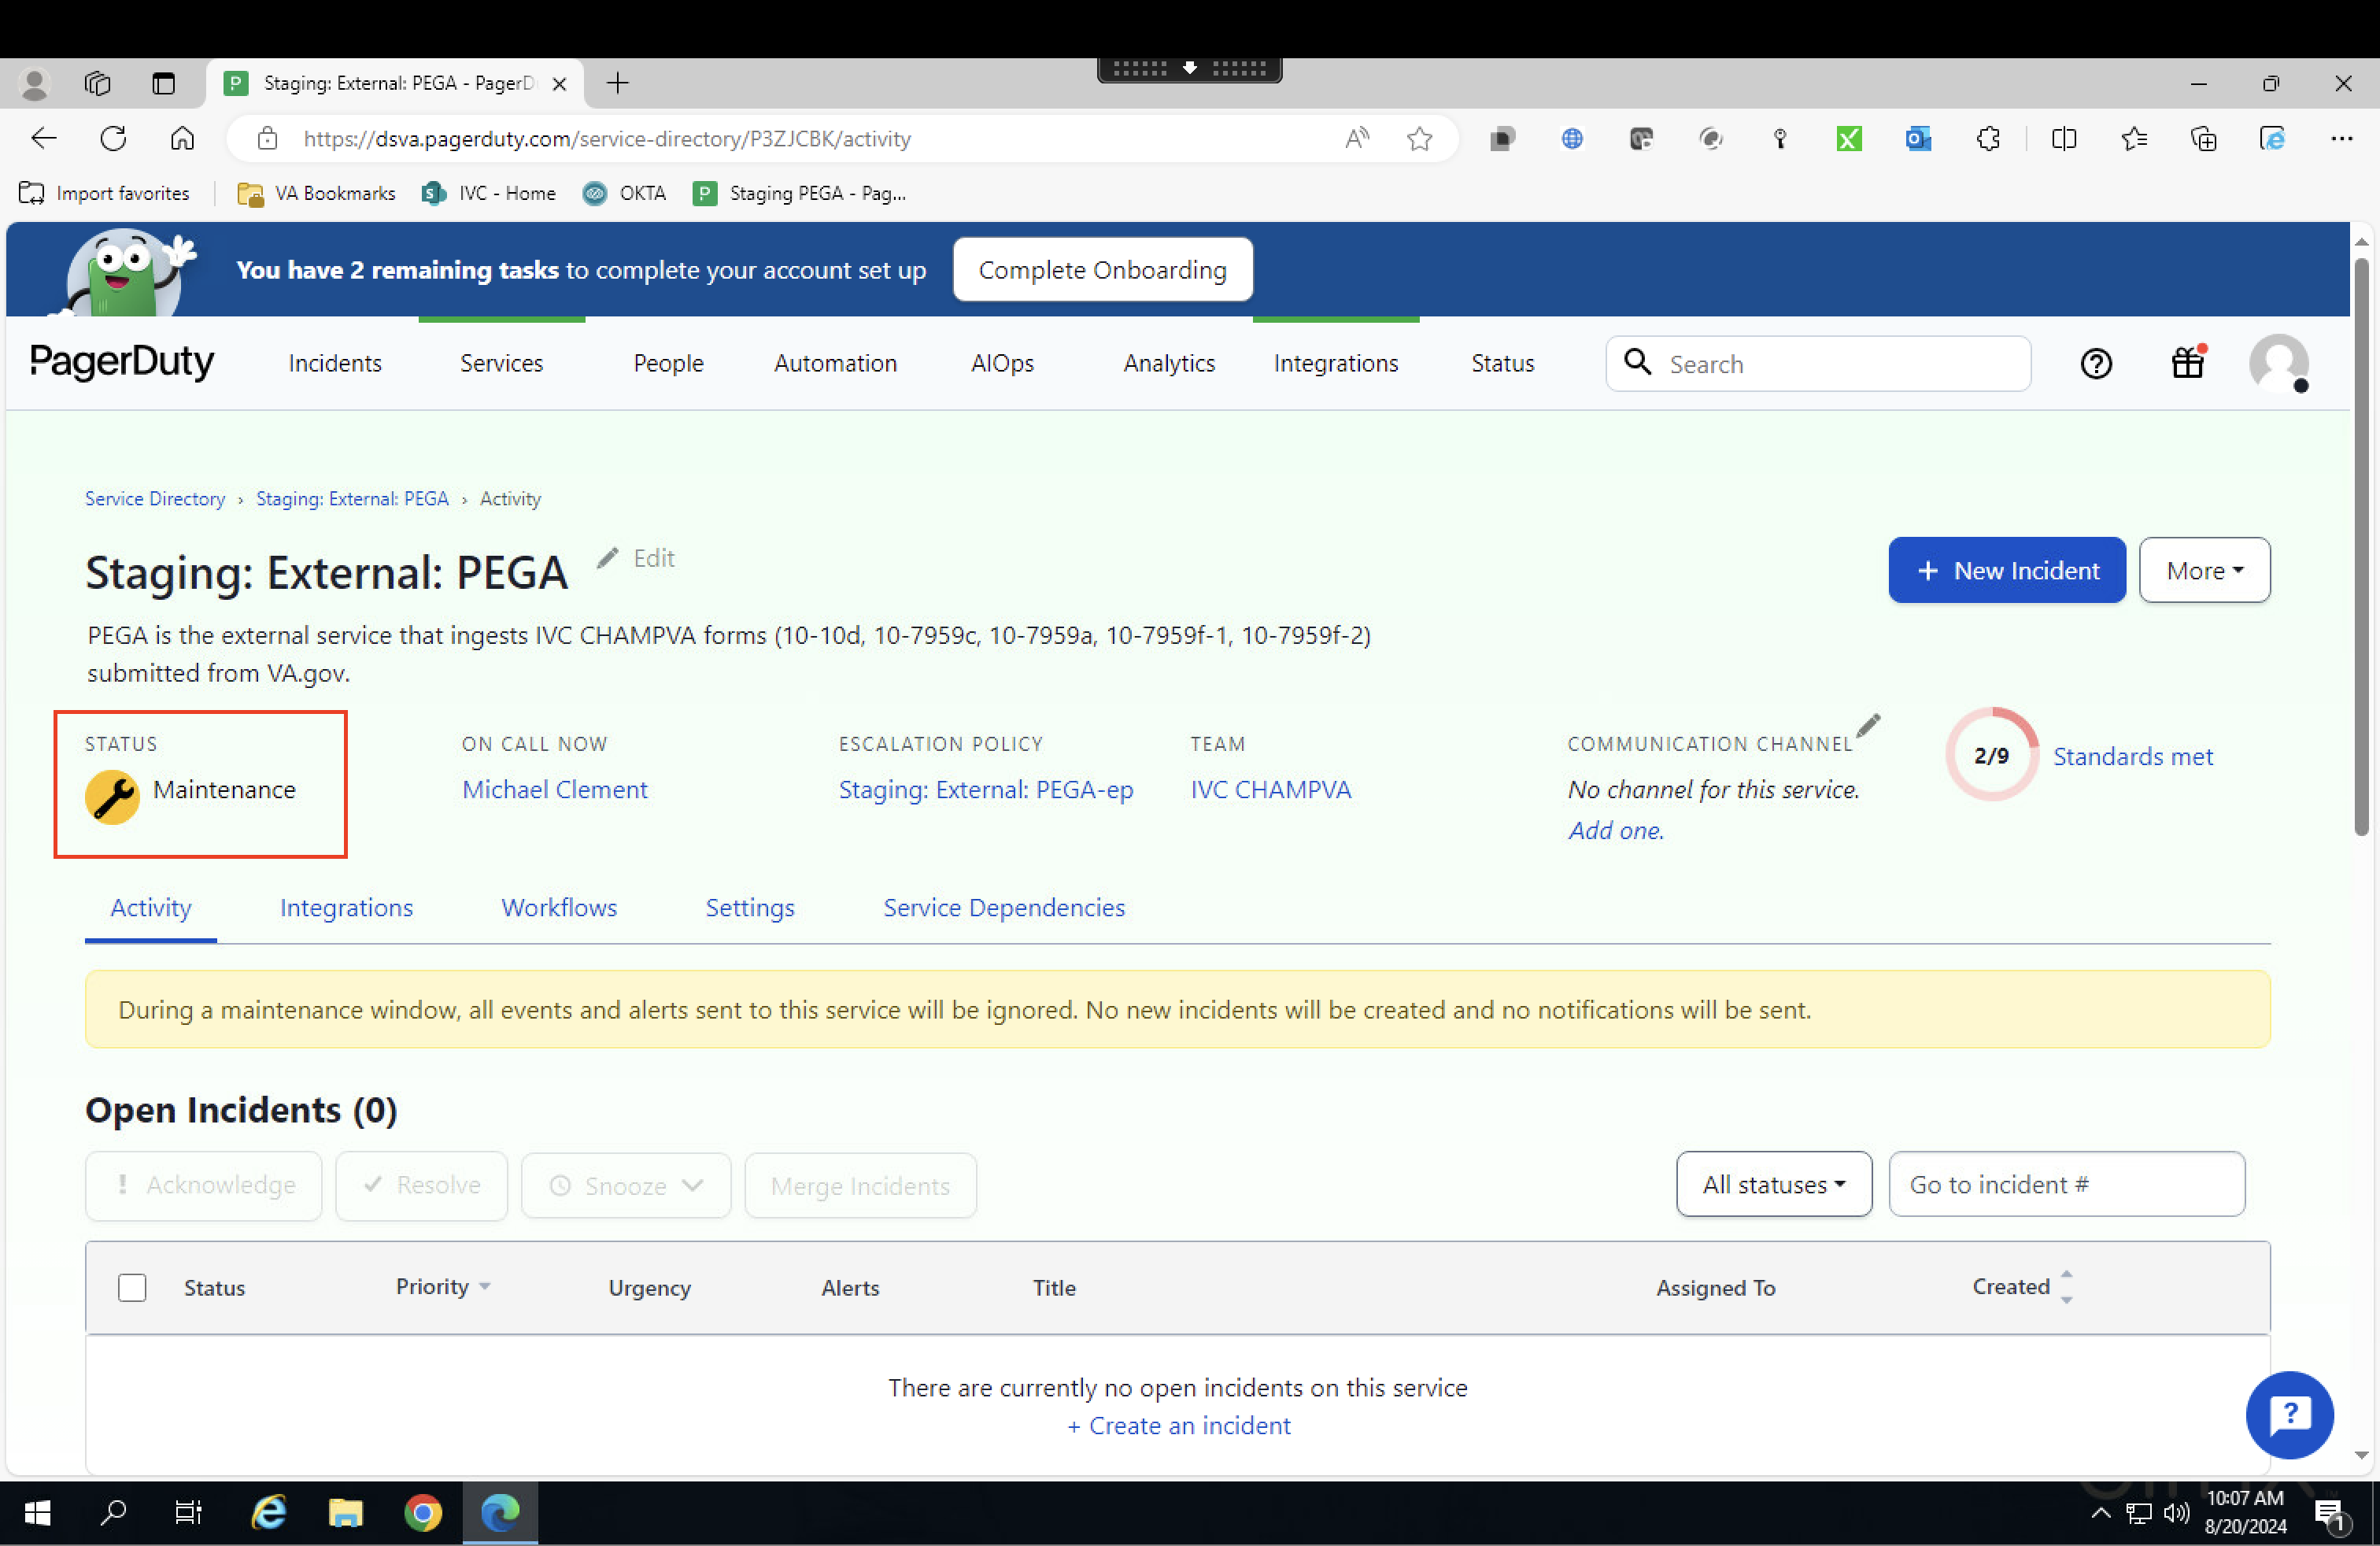 Staging: External: PEGA - PagerD
https://dsva.pagerduty.com/service-directory/P3ZJCBK/activity
Import favorites
VA Bookmarks
IVC - Home
OKTA
Staging PEGA - Pag...
You have 2 remaining tasks to complete your account set up
Complete Onboarding
PagerDuty
Incidents
Services
People
Automation
AIOps
Analytics
Integrations
Status
Search
Service Directory › Staging: External: PEGA › Activity
Staging: External: PEGA
Edit
+ New Incident
More
PEGA is the external service that ingests IVC CHAMPVA forms (10-10d, 10-7959c, 10-7959a, 10-7959f-1, 10-7959f-2)
submitted from VA.gov.
STATUS
Maintenance
ON CALL NOW
Michael Clement
ESCALATION POLICY
Staging: External: PEGA-ep
TEAM
IVC CHAMPVA
COMMUNICATION CHANNEL
No channel for this service.
Add one.
2/9
Standards met
Activity
Integrations
Workflows
Settings
Service Dependencies
During a maintenance window, all events and alerts sent to this service will be ignored. No new incidents will be created and no notifications will be sent.
Open Incidents (0)
! Acknowledge
Resolve
Snooze
Merge Incidents
All statuses
Go to incident #
Status
Priority
Urgency
Alerts
Title
Assigned To
Created
There are currently no open incidents on this service
+ Create an incident
10:07 AM
8/20/2024
1